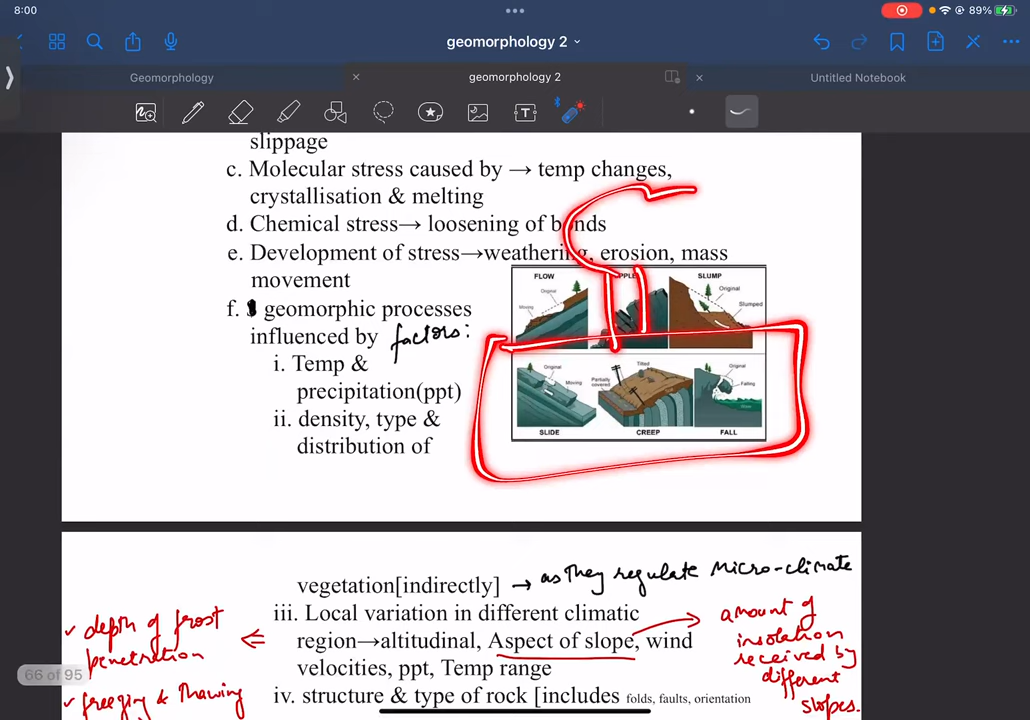 8:00
89%
geomorphology 2
Geomorphology
geomorphology 2
Untitled Notebook
slippage
c. Molecular stress caused by → temp changes,
crystallisation & melting
d. Chemical stress→ loosening of bonds
e. Development of stress→weathering, erosion, mass
movement
f. geomorphic processes
influenced by factors:
i. Temp &
precipitation(ppt)
ii. density, type &
distribution of
FLOW
Original
Moving
SLUMP
Original
Slumped
Original
Moving
SLIDE
Partially
covered
Tilted
CREEP
Original
Falling
FALL
vegetation[indirectly] → as they regulate micro-climate
iii. Local variation in different climatic
region→altitudinal, Aspect of slope, wind
velocities, ppt, Temp range
iv. structure & type of rock [includes folds, faults, orientation
✓ depth of frost
penetration
✓ freezing & thawing
amount of
insolation
received by
different
slopes.
66 of 95